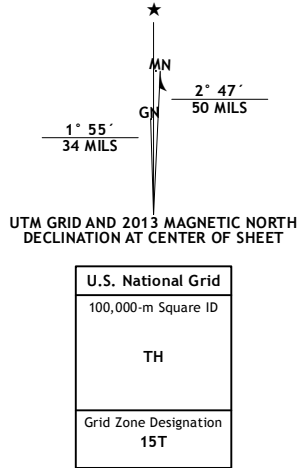 ★
MN
GN
2° 47´
50 MILS
1° 55´
34 MILS
UTM GRID AND 2013 MAGNETIC NORTH
DECLINATION AT CENTER OF SHEET
U.S. National Grid
100,000-m Square ID
TH
Grid Zone Designation
15T